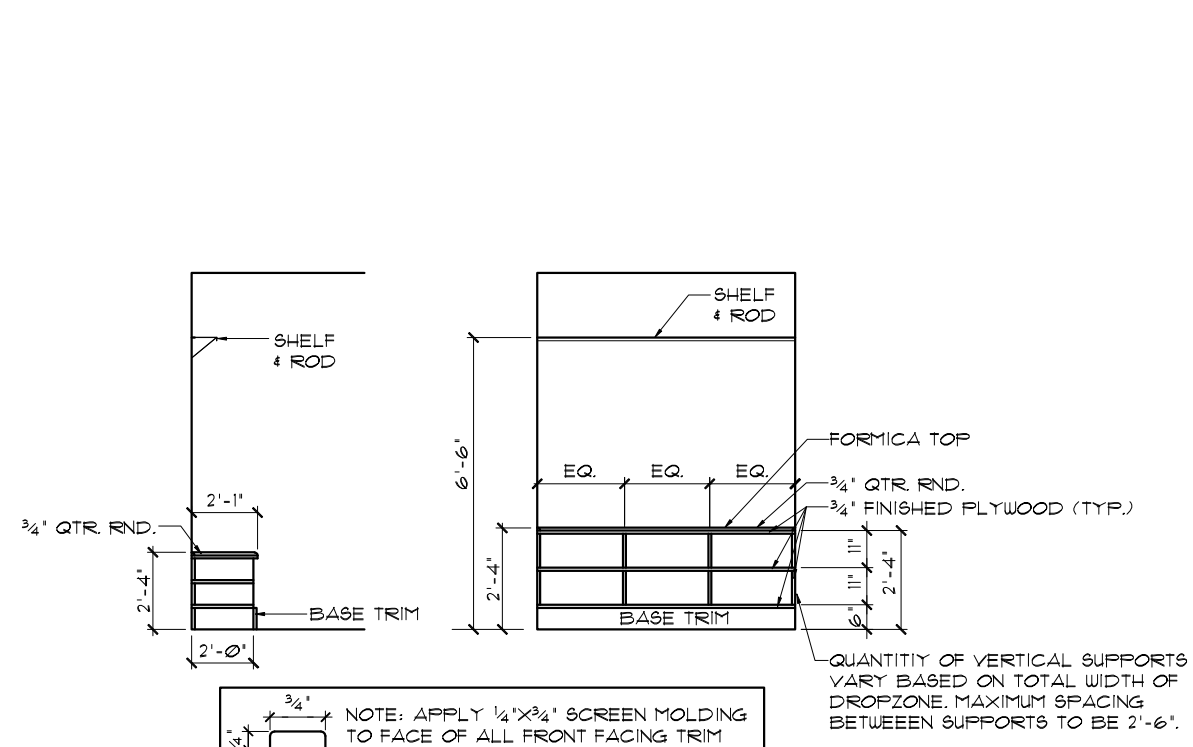 SHELF
& ROD
SHELF
& ROD
6'-6"
FORMICA TOP
EQ. EQ. EQ.
3/4" QTR. RND.
3/4" FINISHED PLYWOOD (TYP.)
2'-1"
3/4" QTR. RND.
2'-4"
2'-4"
11"
11"
6"
2'-4"
BASE TRIM
BASE TRIM
2'-0"
QUANTITIY OF VERTICAL SUPPORTS
VARY BASED ON TOTAL WIDTH OF
DROPZONE. MAXIMUM SPACING
BETWEEEN SUPPORTS TO BE 2'-6".
3/4"
NOTE: APPLY 1/4"X3/4" SCREEN MOLDING
TO FACE OF ALL FRONT FACING TRIM